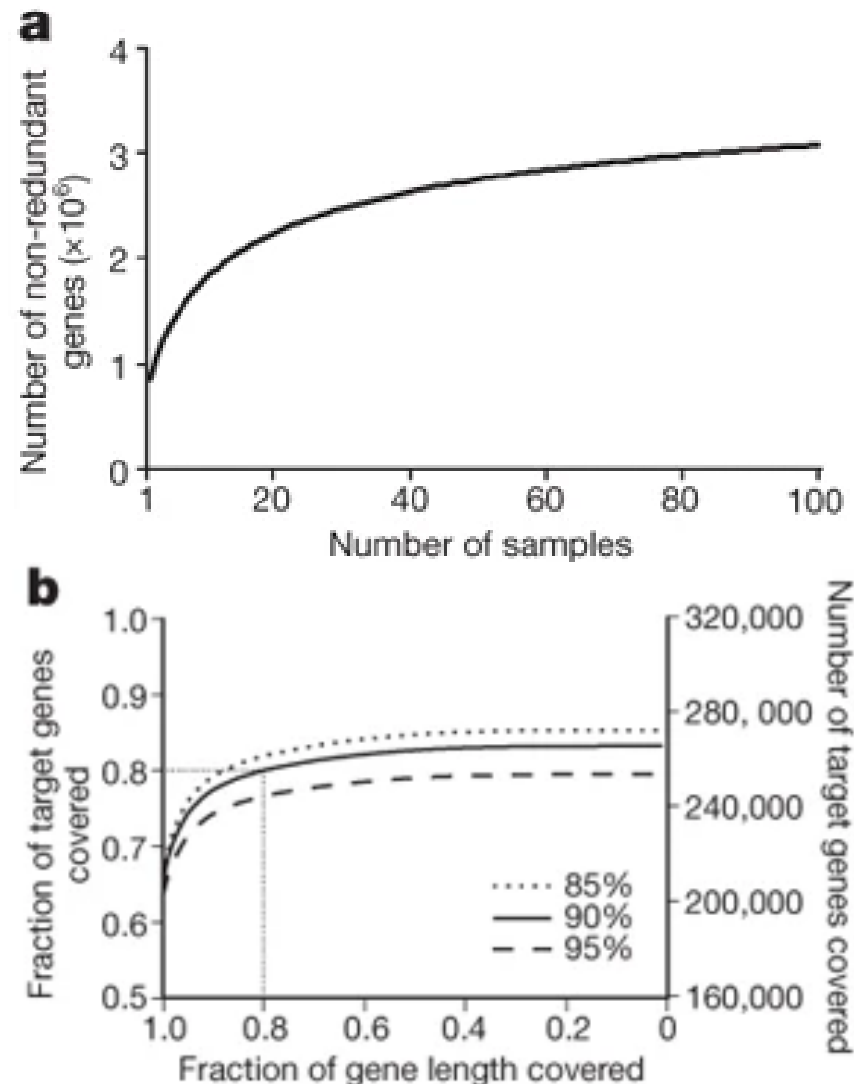 a
Number of non-redundant
genes (×10⁶)
4
3
2
1
0
1 20 40 60 80 100
Number of samples
b
Fraction of target genes
covered
1.0
0.9
0.8
0.7
0.6
0.5
320,000
280, 000
240,000
200,000
160,000
Number of target genes covered
85%
90%
95%
1.0 0.8 0.6 0.4 0.2 0
Fraction of gene length covered